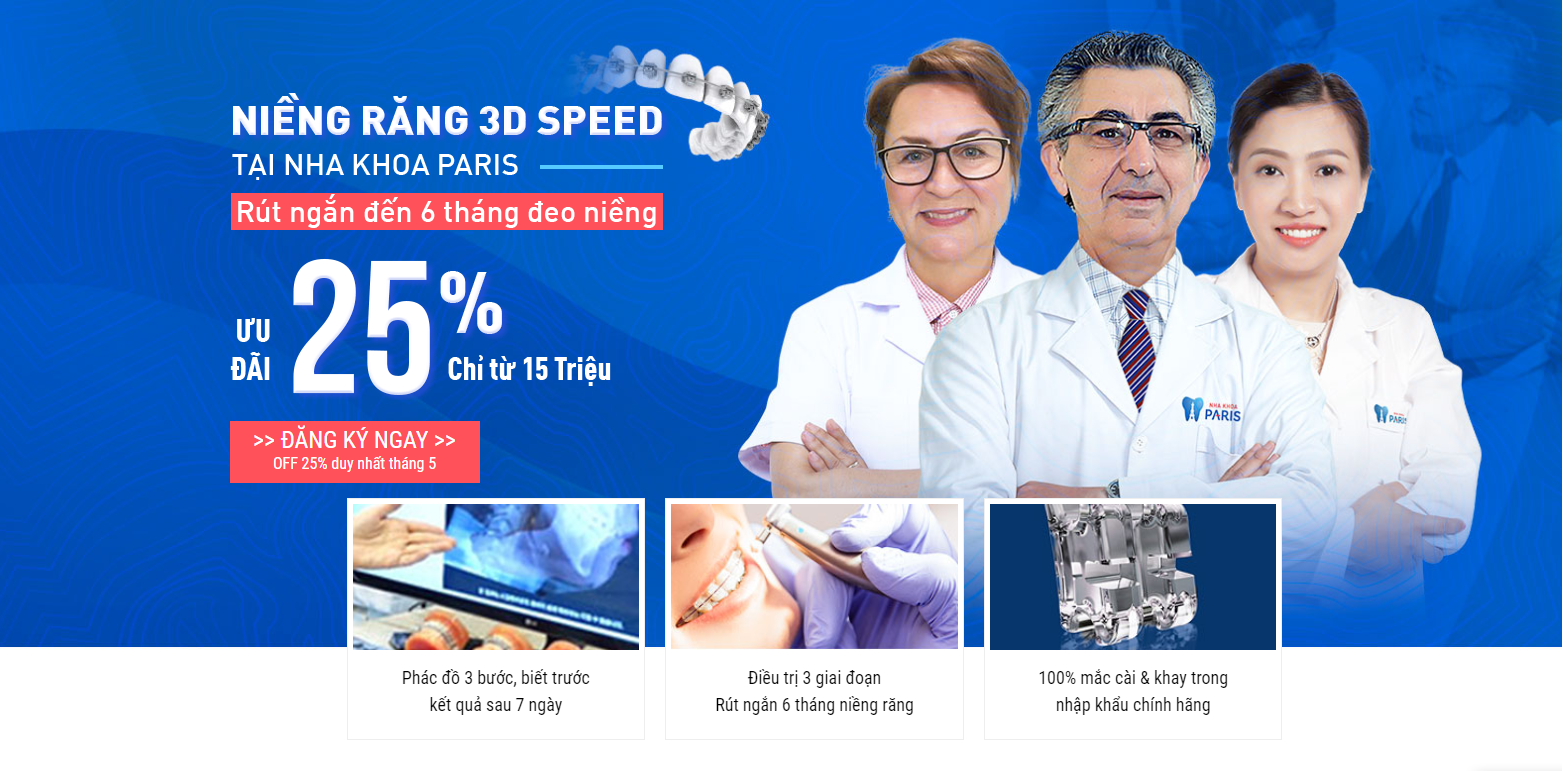 NIỀNG RĂNG 3D SPEED
TẠI NHA KHOA PARIS
Rút ngắn đến 6 tháng đeo niềng
ƯU
ĐÃI
25%
Chỉ từ 15 Triệu
>> ĐĂNG KÝ NGAY >>
OFF 25% duy nhất tháng 5
NHA KHOA
PARIS
PARIS
Phác đồ 3 bước, biết trước
kết quả sau 7 ngày
Điều trị 3 giai đoạn
Rút ngắn 6 tháng niềng răng
100% mắc cài & khay trong
nhập khẩu chính hãng